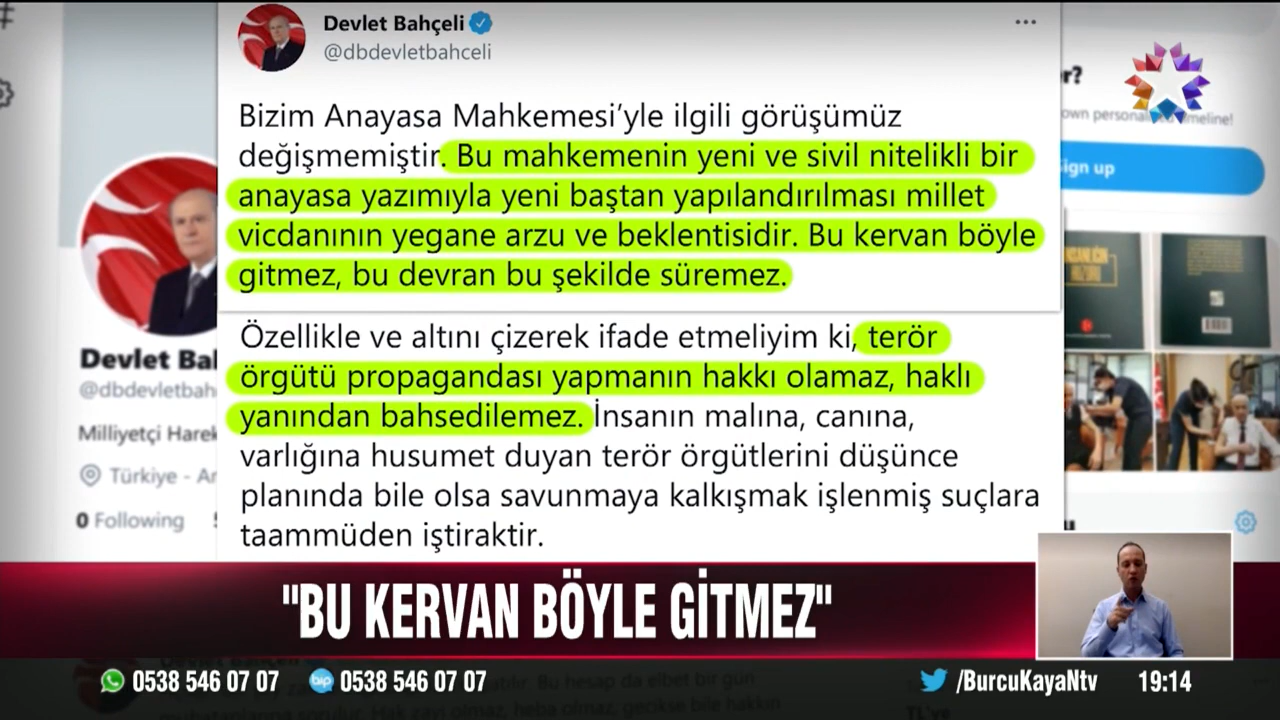 Devlet Bahçeli
@dbdevletbahceli
Bizim Anayasa Mahkemesi'yle ilgili görüşümüz
değişmemiştir. Bu mahkemenin yeni ve sivil nitelikli bir
anayasa yazımıyla yeni baştan yapılandırılması millet
vicdanının yegane arzu ve beklentisidir. Bu kervan böyle
gitmez, bu devran bu şekilde süremez.
Özellikle ve altını çizerek ifade etmeliyim ki, terör
örgütü propagandası yapmanın hakkı olamaz, haklı
yanından bahsedilemez. İnsanın malına, canına,
varlığına husumet duyan terör örgütlerini düşünce
planında bile olsa savunmaya kalkışmak işlenmiş suçlara
taammüden iştiraktir.
Devlet Bah
@dbdevletbah
Milliyetçi Harek
Türkiye - An
0 Following
r?
own personalized timeline!
Sign up
"BU KERVAN BÖYLE GİTMEZ"
0538 546 07 07
bip 0538 546 07 07
/BurcuKayaNtv
19:14